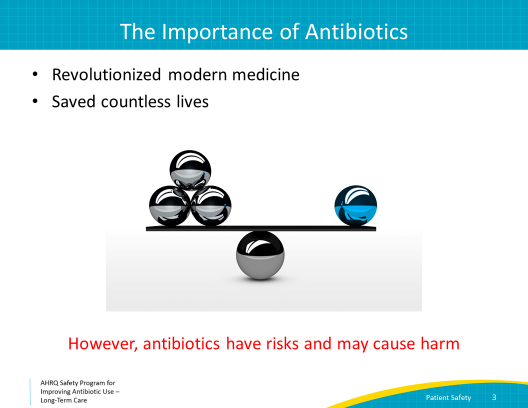 The Importance of Antibiotics
• Revolutionized modern medicine
• Saved countless lives
However, antibiotics have risks and may cause harm
AHRQ Safety Program for
Improving Antibiotic Use –
Long-Term Care
Patient Safety 3